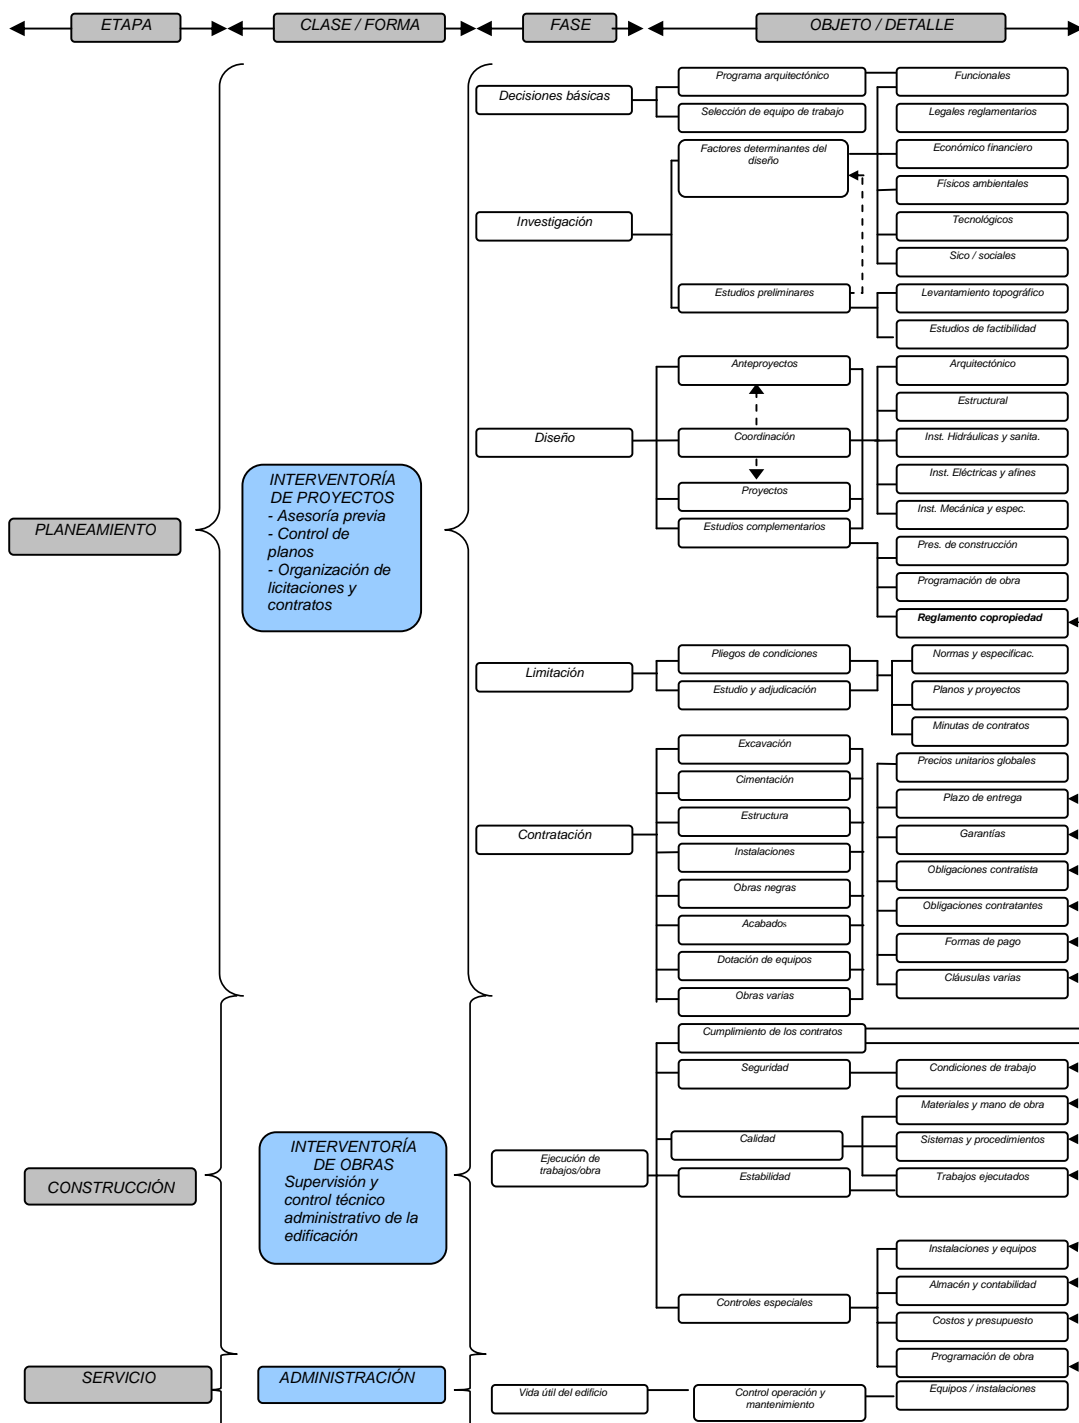 ETAPA
CLASE / FORMA
FASE
OBJETO / DETALLE
PLANEAMIENTO
INTERVENTORÍA
DE PROYECTOS
- Asesoría previa
- Control de
planos
- Organización de
licitaciones y
contratos
Decisiones básicas
Programa arquitectónico
Selección de equipo de trabajo
Investigación
Factores determinantes del
diseño
Funcionales
Legales reglamentarios
Económico financiero
Físicos ambientales
Tecnológicos
Sico / sociales
Estudios preliminares
Levantamiento topográfico
Estudios de factibilidad
Diseño
Anteproyectos
Coordinación
Proyectos
Estudios complementarios
Arquitectónico
Estructural
Inst. Hidráulicas y sanita.
Inst. Eléctricas y afines
Inst. Mecánica y espec.
Pres. de construcción
Programación de obra
Reglamento copropiedad
Limitación
Pliegos de condiciones
Estudio y adjudicación
Normas y especificac.
Planos y proyectos
Minutas de contratos
Contratación
Excavación
Cimentación
Estructura
Instalaciones
Obras negras
Acabados
Dotación de equipos
Obras varias
Precios unitarios globales
Plazo de entrega
Garantías
Obligaciones contratista
Obligaciones contratantes
Formas de pago
Cláusulas varias
CONSTRUCCIÓN
INTERVENTORÍA
DE OBRAS
Supervisión y
control técnico
administrativo de la
edificación
Ejecución de
trabajos/obra
Cumplimiento de los contratos
Seguridad
Condiciones de trabajo
Calidad
Materiales y mano de obra
Sistemas y procedimientos
Estabilidad
Trabajos ejecutados
Controles especiales
Instalaciones y equipos
Almacén y contabilidad
Costos y presupuesto
Programación de obra
SERVICIO
ADMINISTRACIÓN
Vida útil del edificio
Control operación y
mantenimiento
Equipos / instalaciones